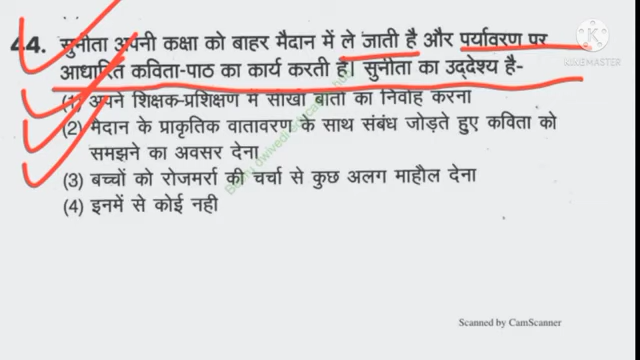 44. सुनीता अपनी कक्षा को बाहर मैदान में ले जाती है और पर्यावरण पर
आधारित कविता-पाठ का कार्य करती है। सुनीता का उद्देश्य है-
(1) अपने शिक्षक-प्रशिक्षण में सीखी बातों का निर्वाह करना
(2) मैदान के प्राकृतिक वातावरण के साथ संबंध जोड़ते हुए कविता को
समझने का अवसर देना
(3) बच्चों को रोजमर्रा की चर्चा से कुछ अलग माहौल देना
(4) इनमें से कोई नही
KINEMASTER
Scanned by CamScanner